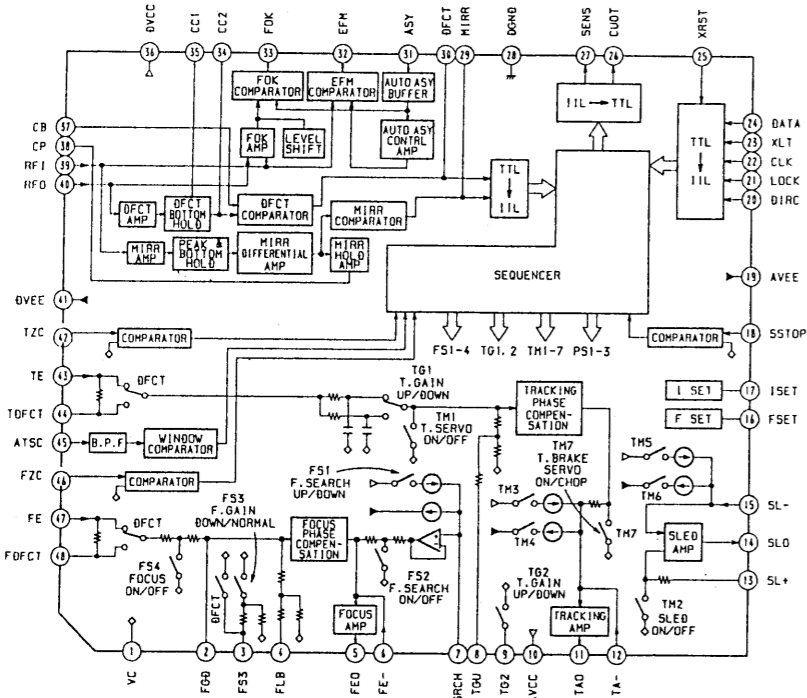 DVCC
CC1
CC2
FOK
EFM
ASY
DFCT
MIRR
DGND
SENS
CUOT
XRST
36
35
34
33
32
31
30
29
28
27
26
25
FOK
COMPARATOR
EFM
COMPARATOR
AUTO ASY
BUFFER
IIL → TTL
CB
37
CP
38
RFI
39
RFO
40
FOK
AMP
LEVEL
SHIFT
AUTO ASY
CONTRL
AMP
TTL
↓
IIL
TTL
↓
IIL
24
DATA
23
XLT
22
CLK
21
LOCK
20
DIRC
DFCT
AMP
DFCT
BOTTOM
HOLD
DFCT
COMPARATOR
MIRR
COMPARATOR
MIRR
AMP
PEAK &
BOTTOM
HOLD
MIRR
DIFFERENTIAL
AMP
MIRR
HOLD
AMP
SEQUENCER
19
AVEE
DVEE
41
TZC
42
COMPARATOR
FS1-4
TG1.2
TM1-7
PS1-3
COMPARATOR
18
SSTOP
TE
43
DFCT
TDFCT
44
TG1
T.GAIN
UP/DOWN
TM1
T.SERVO
ON/OFF
TRACKING
PHASE
COMPEN-
SATION
I SET
17
ISET
F SET
16
FSET
ATSC
45
B.P.F
WINDOW
COMPARATOR
FZC
46
COMPARATOR
FS1
F.SEARCH
UP/DOWN
TM7
T.BRAKE
SERVO
ON/CHOP
TM5
TM6
TM3
TM4
TM7
15
SL-
FE
47
DFCT
FDFCT
48
FS3
F.GAIN
DOWN/NORMAL
FOCUS
PHASE
COMPEN-
SATION
FS4
FOCUS
ON/OFF
FS2
F.SEARCH
ON/OFF
SLED
AMP
14
SLO
13
SL+
DFCT
TG2
T.GAIN
UP/DOWN
TM2
SLED
ON/OFF
FOCUS
AMP
TRACKING
AMP
1
2
3
4
5
6
7
8
9
10
11
12
VC
FGD
FS3
FLB
FEO
FE-
SRCH
TGU
TG2
AVCC
TAO
TA-